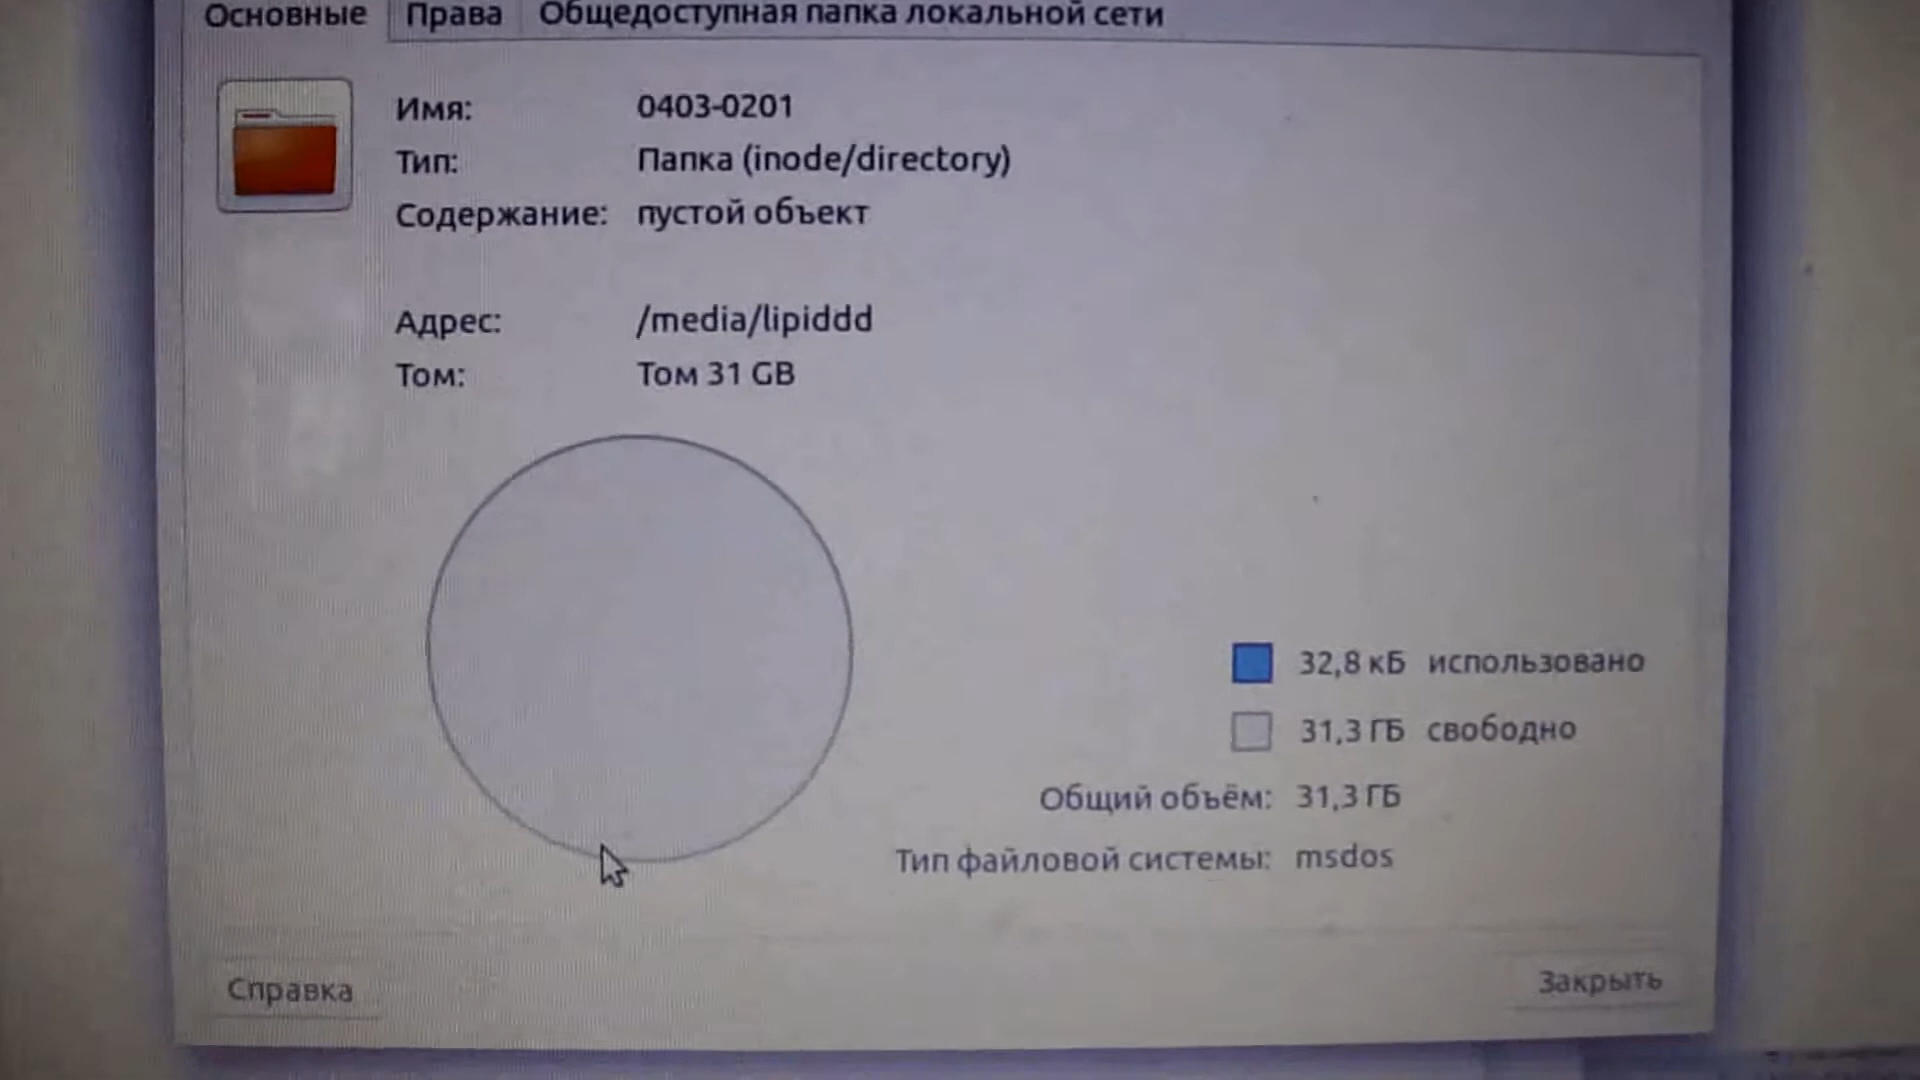 Основные Права Общедоступная папка локальной сети
Имя: 0403-0201
Тип: Папка (inode/directory)
Содержание: пустой объект
Адрес: /media/lipiddd
Том: Том 31 GB
32,8 кБ использовано
31,3 ГБ свободно
Общий объём: 31,3 ГБ
Тип файловой системы: msdos
Справка Закрыть